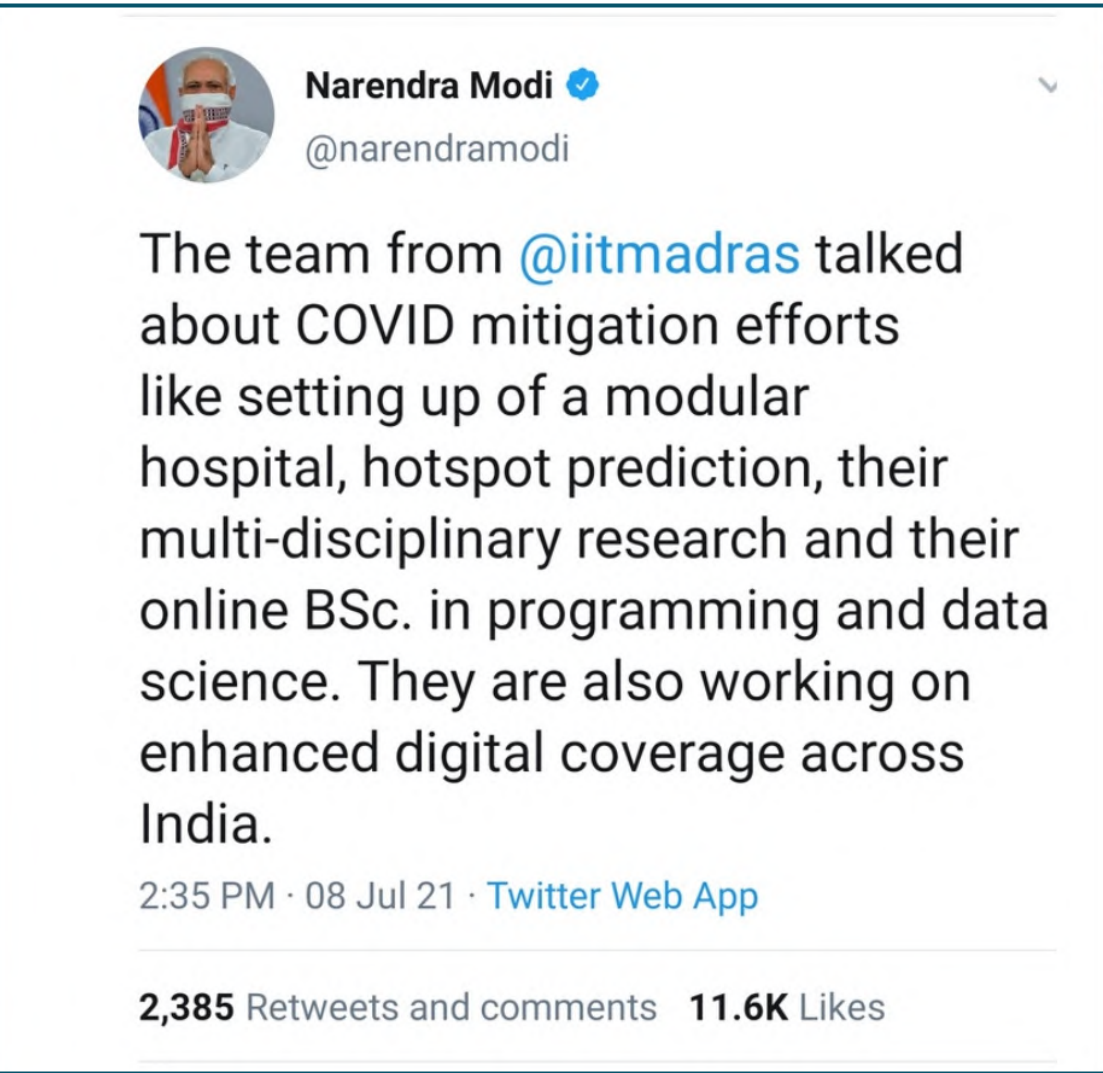 Narendra Modi
@narendramodi
The team from @iitmadras talked
about COVID mitigation efforts
like setting up of a modular
hospital, hotspot prediction, their
multi-disciplinary research and their
online BSc. in programming and data
science. They are also working on
enhanced digital coverage across
India.
2:35 PM · 08 Jul 21 · Twitter Web App
2,385 Retweets and comments 11.6K Likes